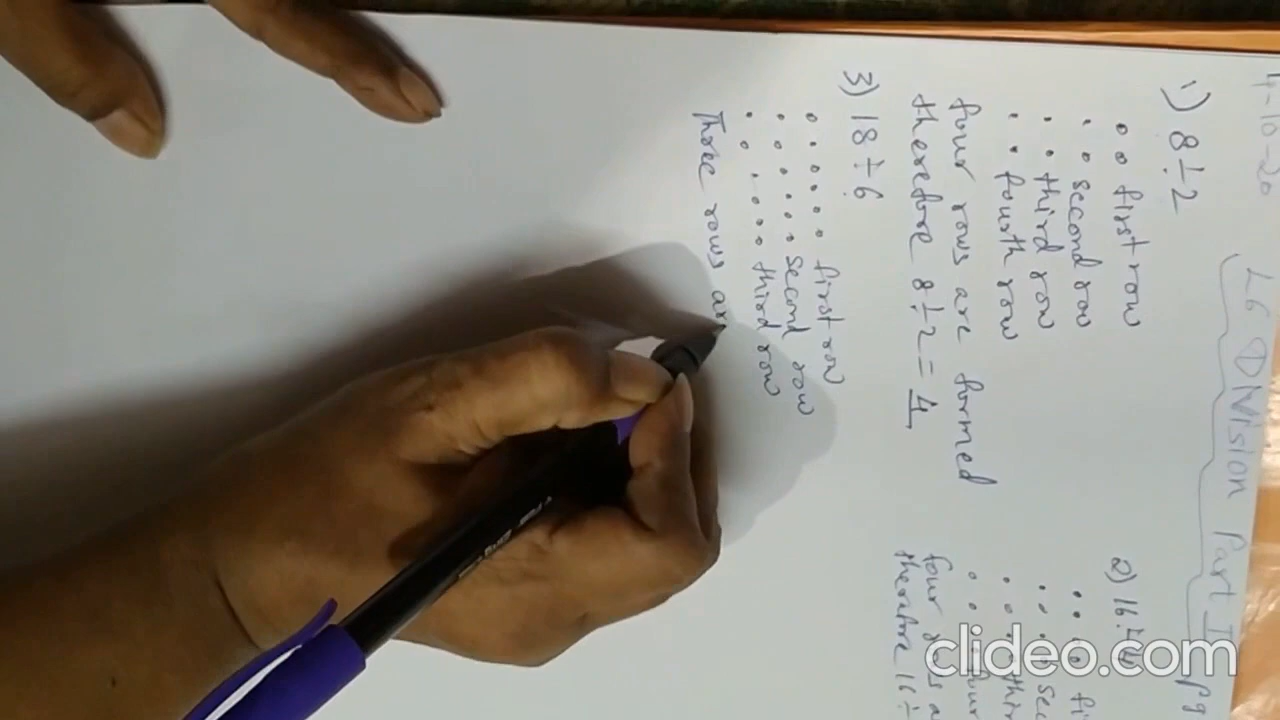 L6 Division Part I
1) 8÷2
first row
second row
third row
fourth row
four rows are formed
therefore 8÷2 = 4
2) 16÷4
four
therefore 16÷
3) 18÷6
first row
second row
third row
Three rows are
clideo.com